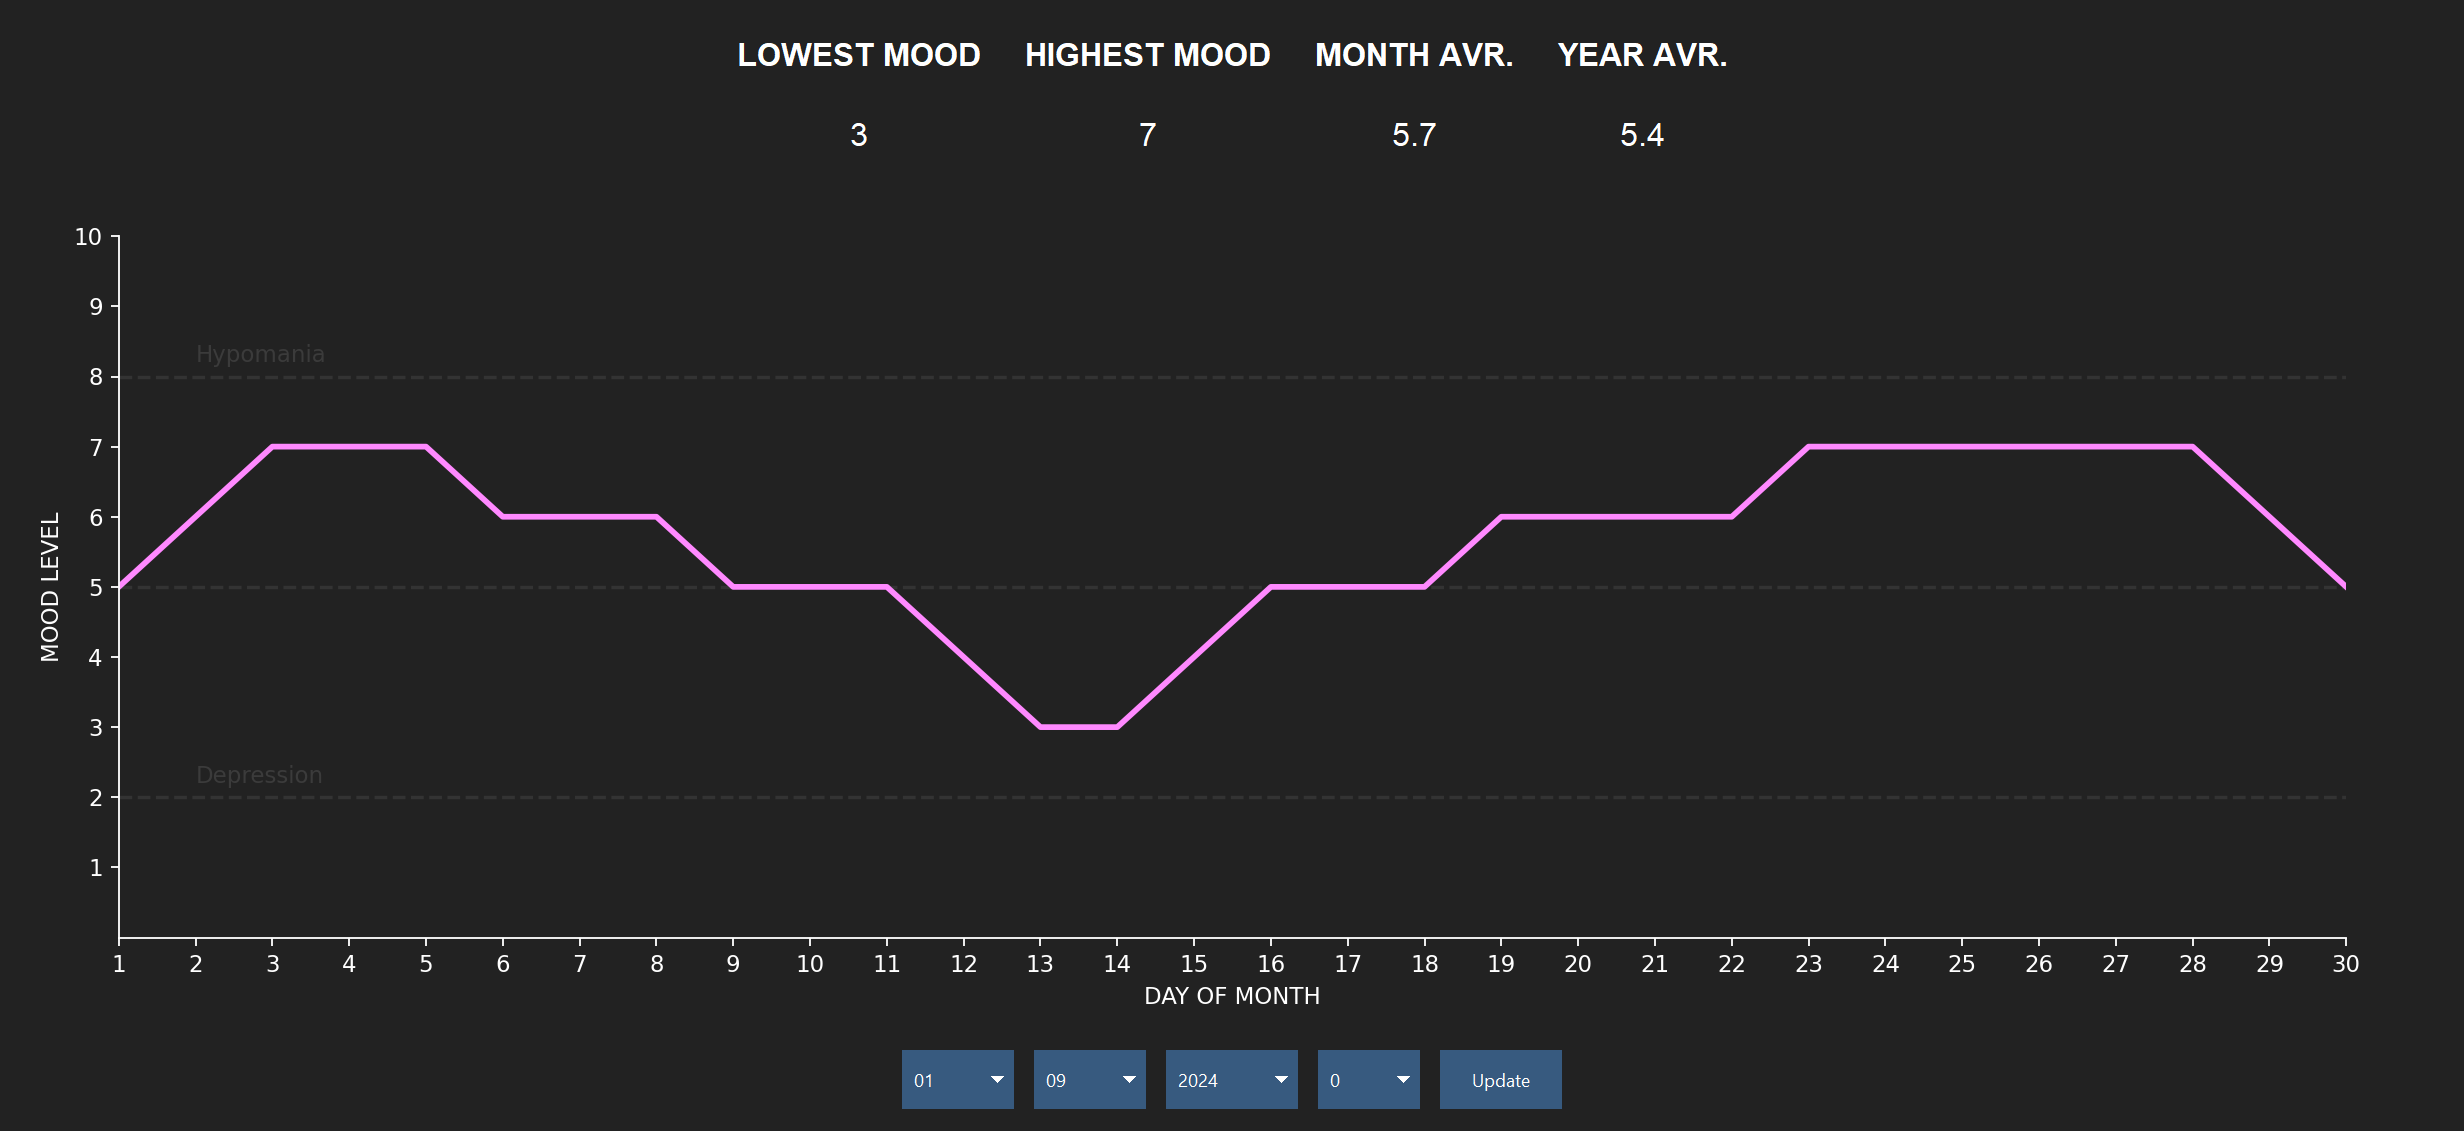 LOWEST MOOD HIGHEST MOOD MONTH AVR. YEAR AVR.
3 7 5.7 5.4
10
9
Hypomania
8
7
6
MOOD LEVEL
5
4
3
Depression
2
1
1 2 3 4 5 6 7 8 9 10 11 12 13 14 15 16 17 18 19 20 21 22 23 24 25 26 27 28 29 30
DAY OF MONTH
01 09 2024 0 Update